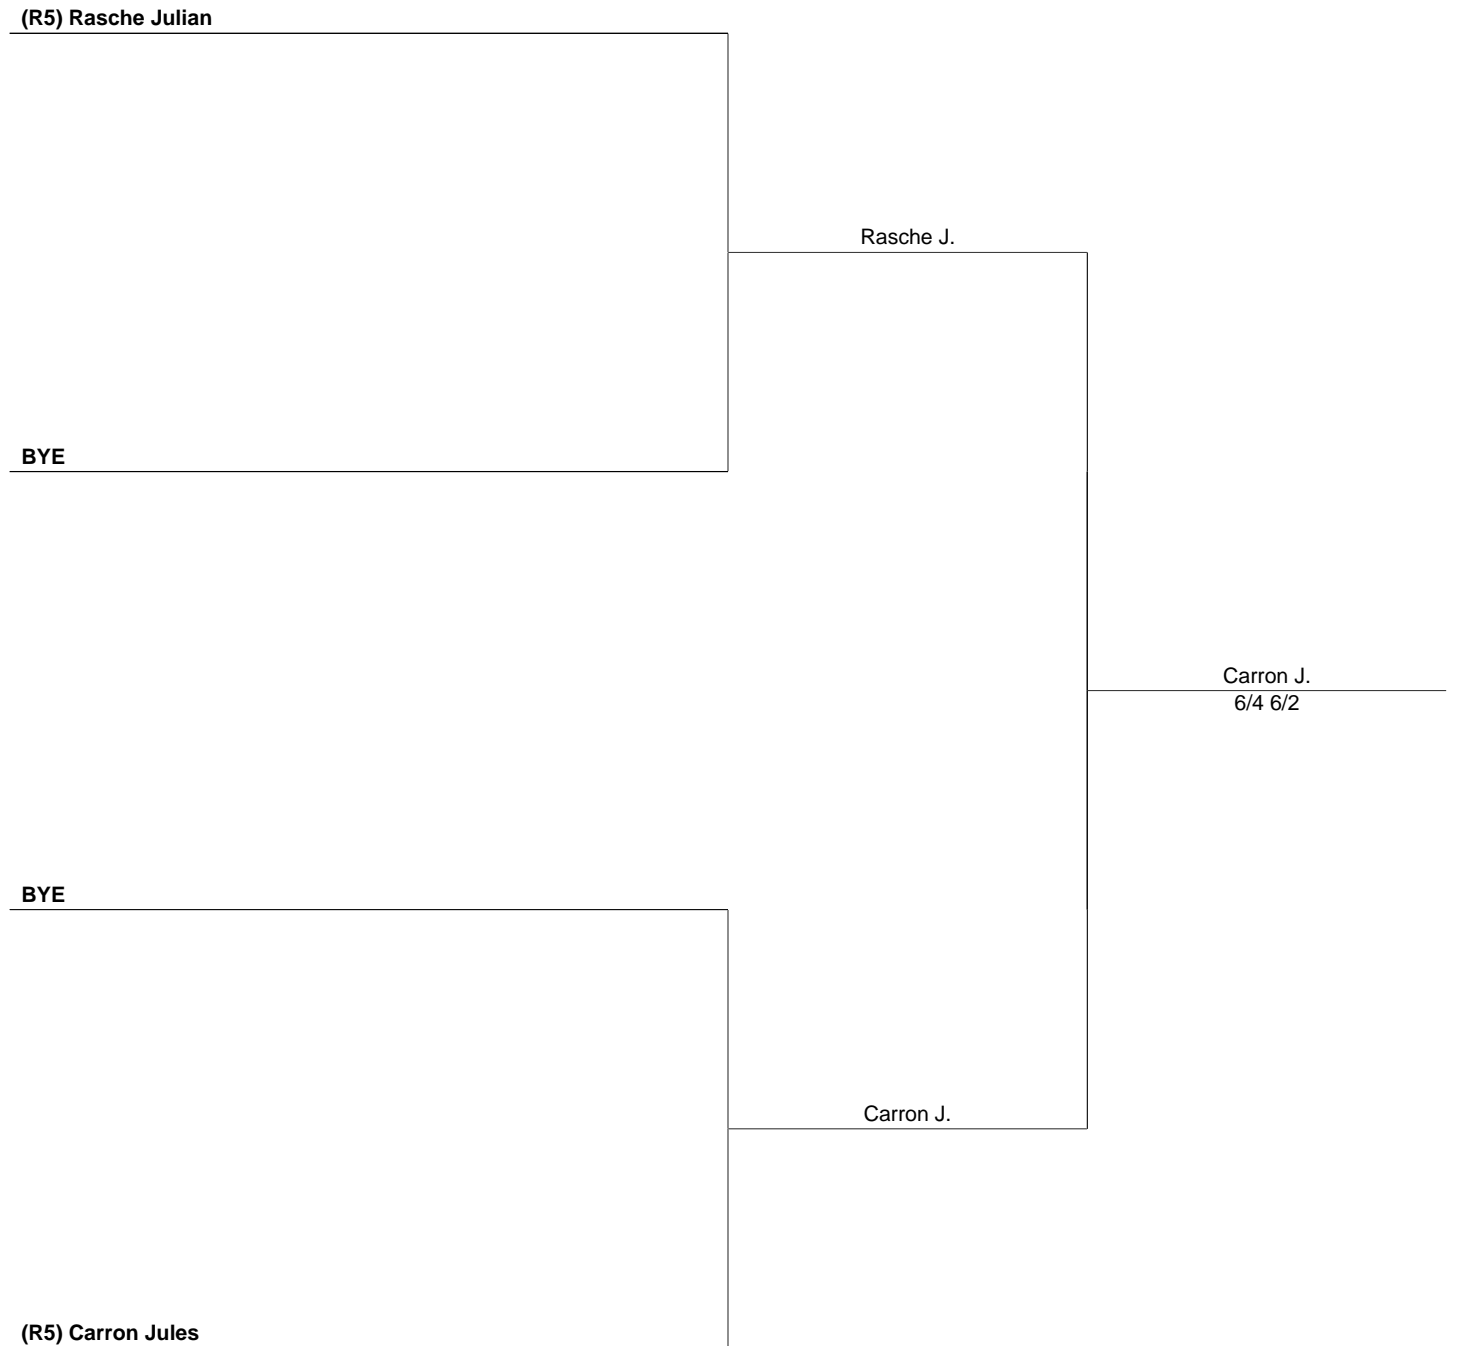 (R5) Rasche Julian
Rasche J.
BYE
Carron J.
6/4 6/2
BYE
Carron J.
(R5) Carron Jules